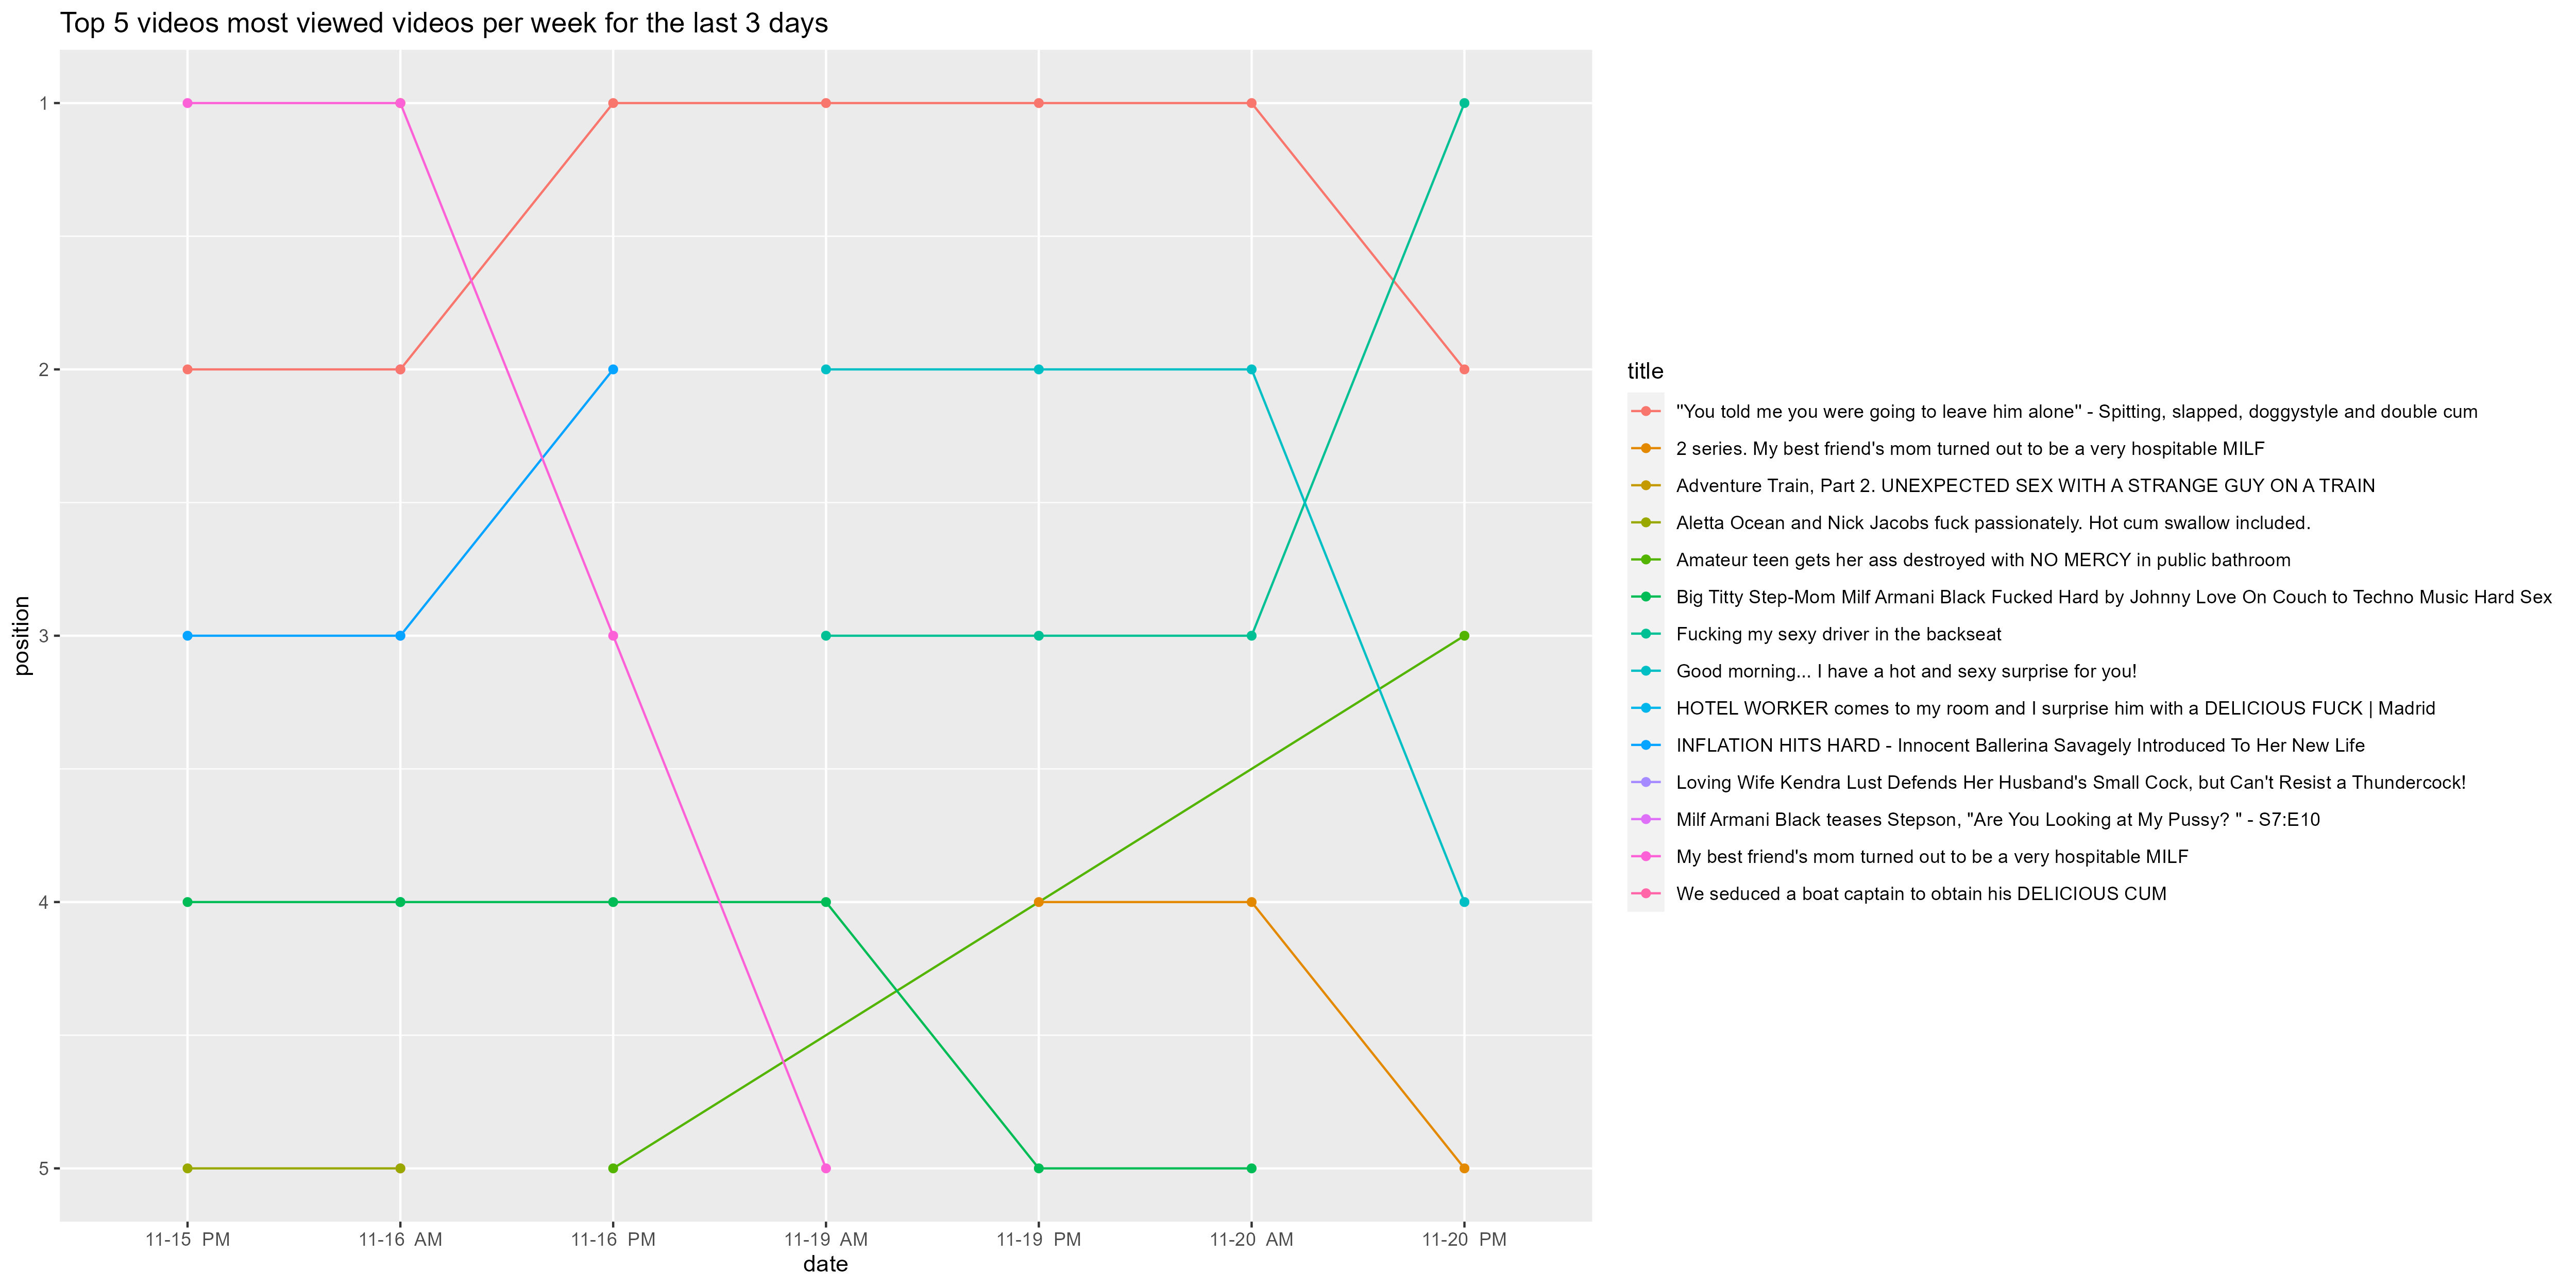 Top 5 videos most viewed videos per week for the last 3 days
1
2
3
4
5
position
11-15 PM
11-16 AM
11-16 PM
11-19 AM
11-19 PM
11-20 AM
11-20 PM
date
title
"You told me you were going to leave him alone" - Spitting, slapped, doggystyle and double cum
2 series. My best friend's mom turned out to be a very hospitable MILF
Adventure Train, Part 2. UNEXPECTED SEX WITH A STRANGE GUY ON A TRAIN
Aletta Ocean and Nick Jacobs fuck passionately. Hot cum swallow included.
Amateur teen gets her ass destroyed with NO MERCY in public bathroom
Big Titty Step-Mom Milf Armani Black Fucked Hard by Johnny Love On Couch to Techno Music Hard Sex
Fucking my sexy driver in the backseat
Good morning... I have a hot and sexy surprise for you!
HOTEL WORKER comes to my room and I surprise him with a DELICIOUS FUCK | Madrid
INFLATION HITS HARD - Innocent Ballerina Savagely Introduced To Her New Life
Loving Wife Kendra Lust Defends Her Husband's Small Cock, but Can't Resist a Thundercock!
Milf Armani Black teases Stepson, "Are You Looking at My Pussy? " - S7:E10
My best friend's mom turned out to be a very hospitable MILF
We seduced a boat captain to obtain his DELICIOUS CUM